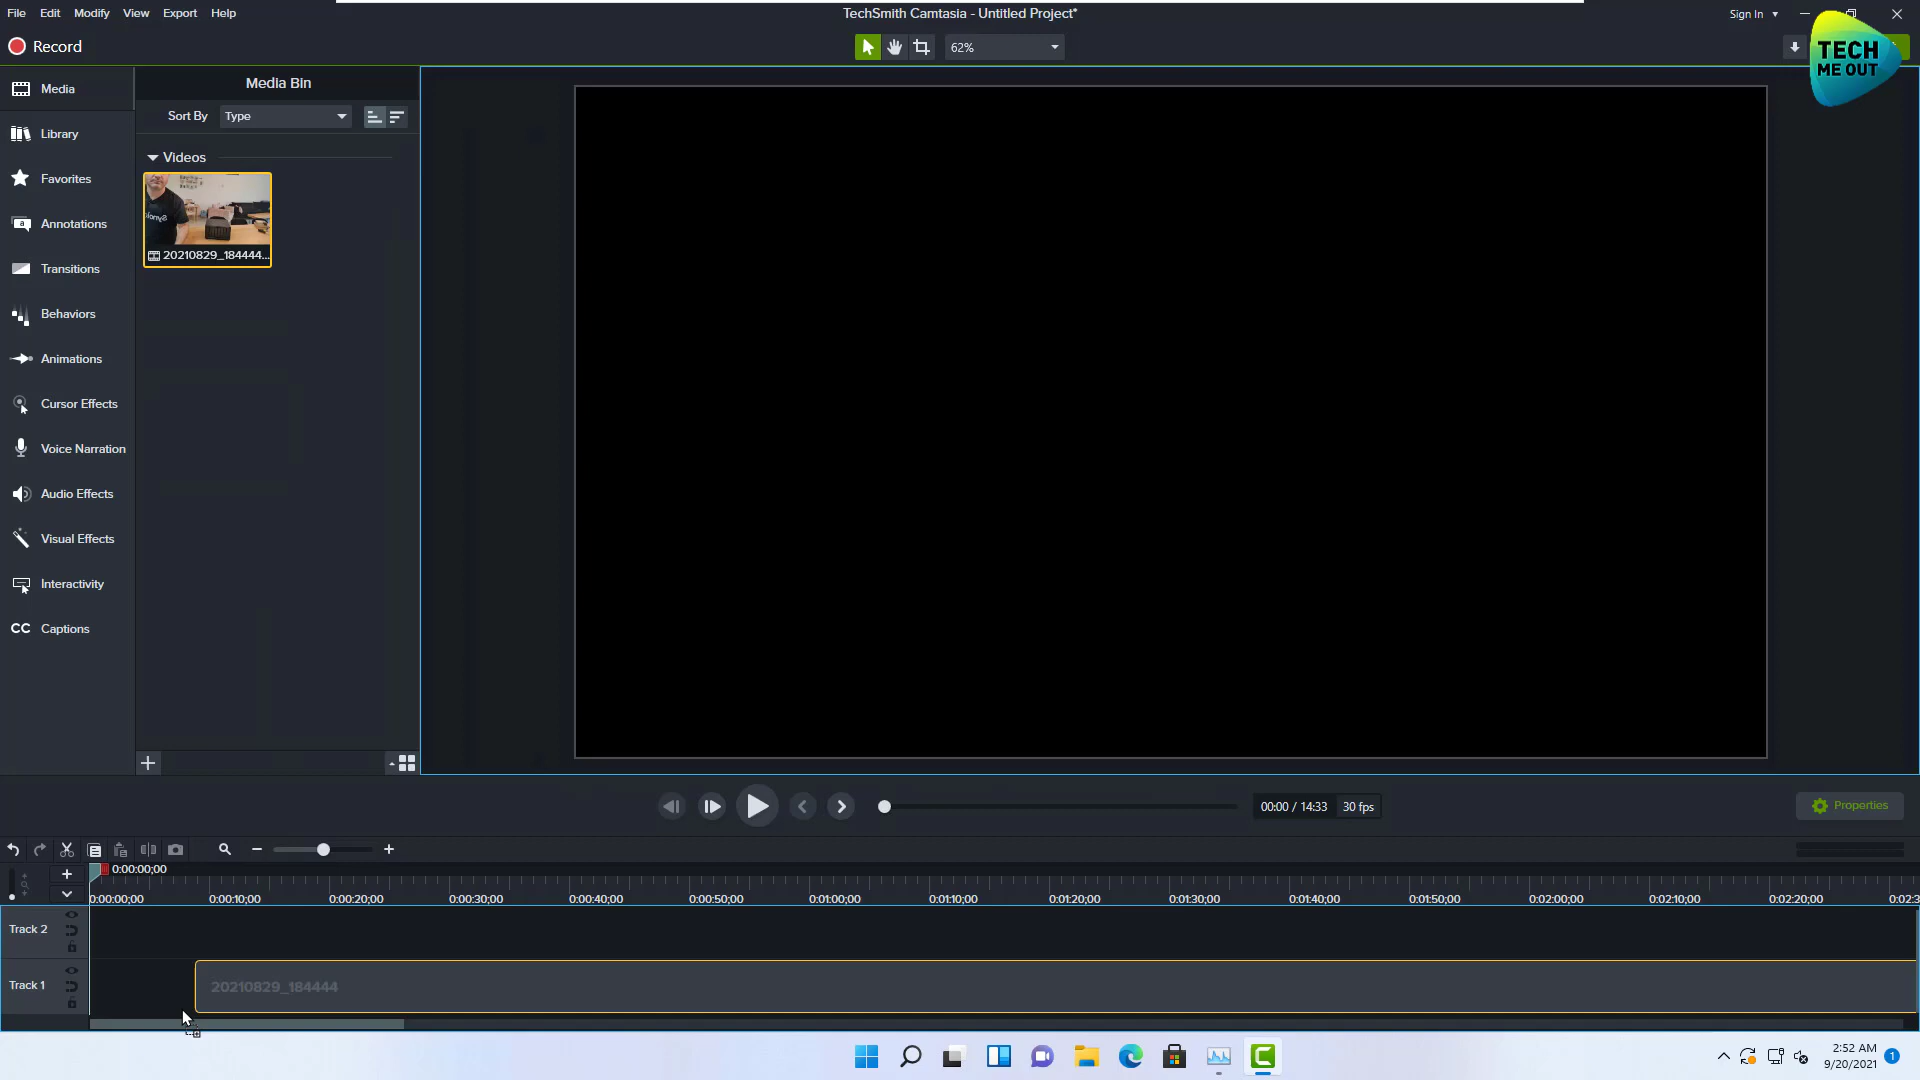 File Edit Modify View Export Help
TechSmith Camtasia - Untitled Project*
Sign In
Record
62%
TECH
ME OUT
Media
Library
Favorites
Annotations
Transitions
Behaviors
Animations
Cursor Effects
Voice Narration
Audio Effects
Visual Effects
Interactivity
CC Captions
Media Bin
Sort By Type
Videos
20210829_184444...
00:00 / 14:33 30 fps
Properties
0:00:00;00
0:00:00;00 0:00:10;00 0:00:20;00 0:00:30;00 0:00:40;00 0:00:50;00 0:01:00;00 0:01:10;00 0:01:20;00 0:01:30;00 0:01:40;00 0:01:50;00 0:02:00;00 0:02:10;00 0:02:20;00 0:02:3
Track 2
Track 1
20210829_184444
2:52 AM
9/20/2021
1